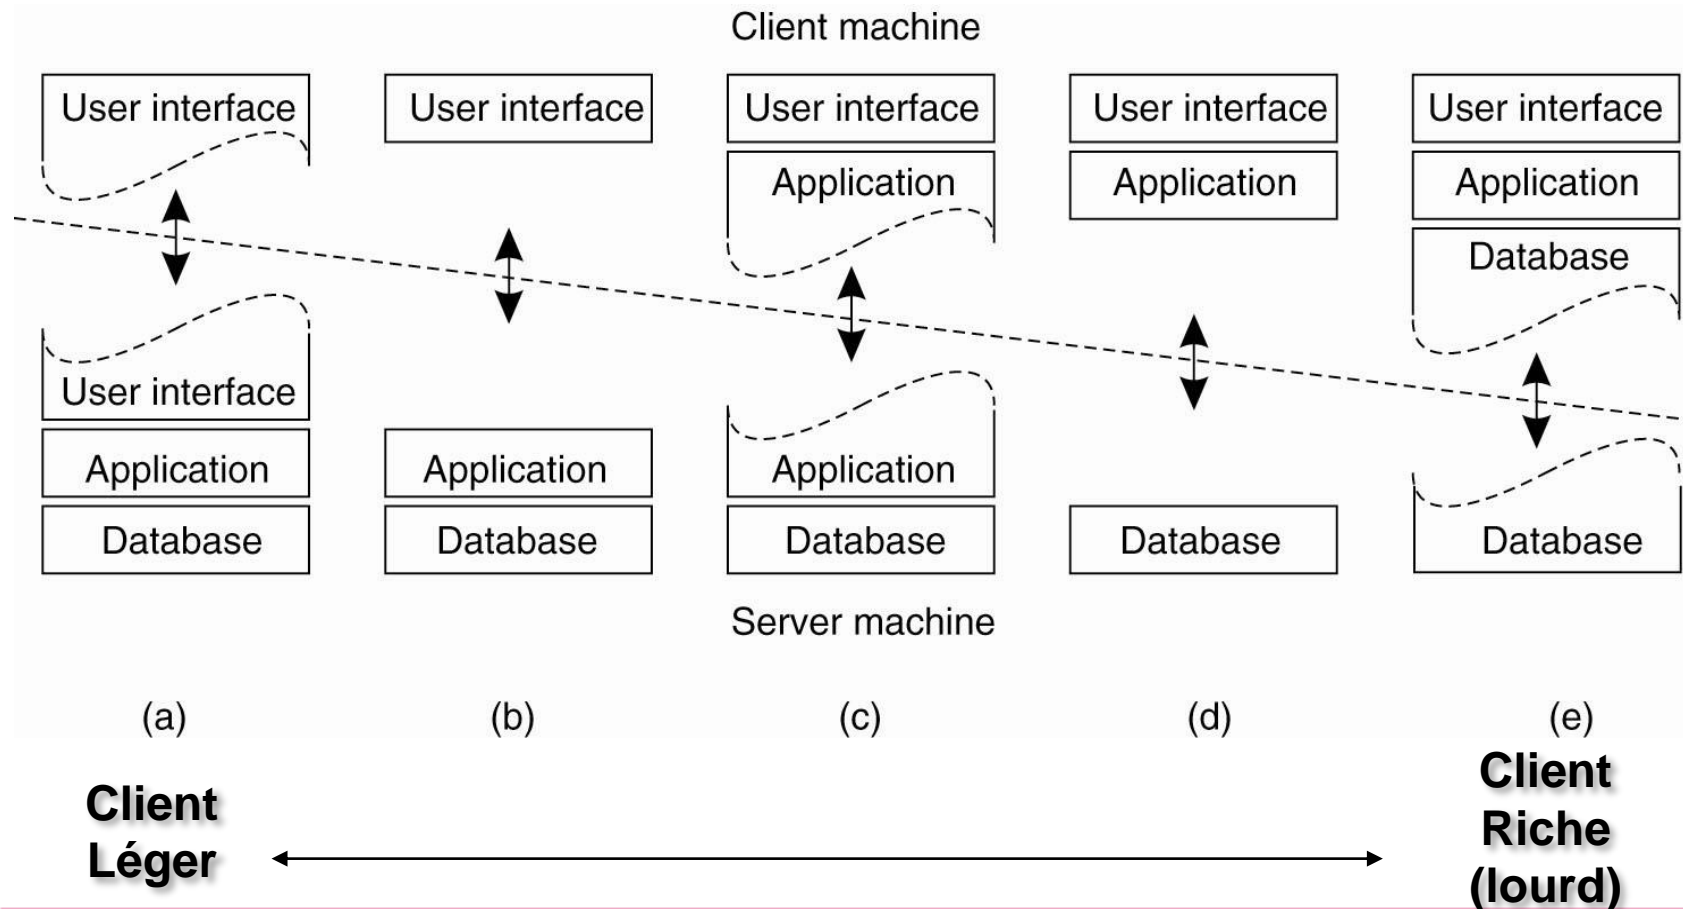 Client machine
User interface
User interface
User interface
User interface
User interface
Application
Application
Application
Database
User interface
Application
Application
Application
Database
Database
Database
Database
Database
Server machine
(a)
(b)
(c)
(d)
(e)
Client
Léger
Client
Riche
(lourd)